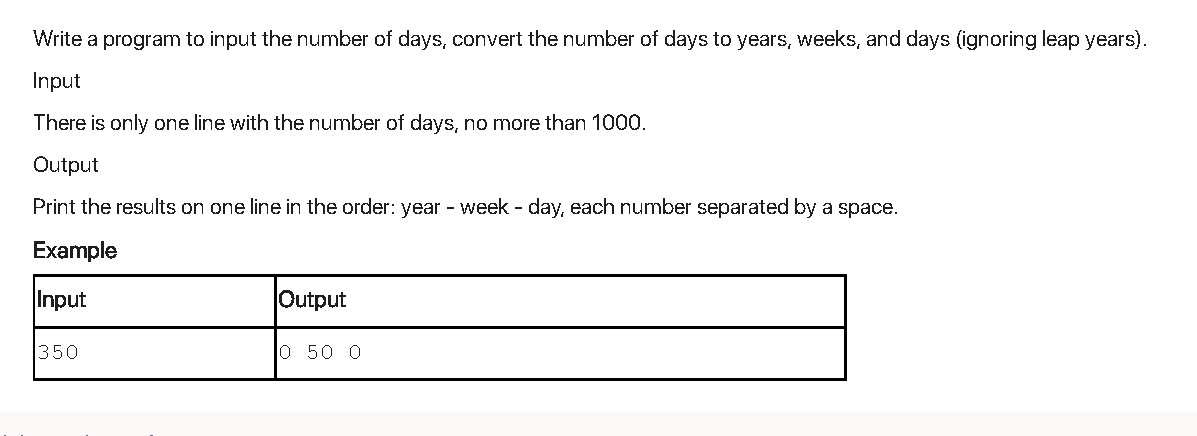 Write a program to input the number of days, convert the number of days to years, weeks, and days (ignoring leap years).
Input
There is only one line with the number of days, no more than 1000.
Output
Print the results on one line in the order: year - week - day, each number separated by a space.
Example
Input Output
350 0 50 0